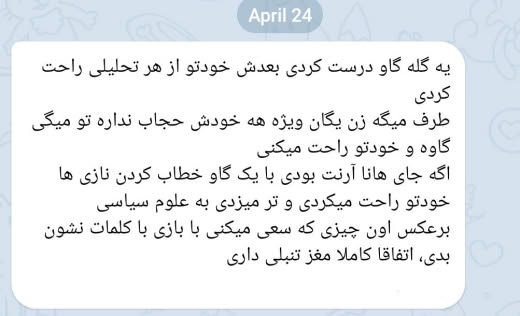 April 24
یه گله گاو درست کردی بعدش خودتو از هر تحلیلی راحت
کردی
طرف میگه زن یگان ویژه هه خودش حجاب نداره تو میگی
گاوه و خودتو راحت میکنی
اگه جای هانا آرنت بودی با یک گاو خطاب کردن نازی ها
خودتو راحت میکردی و تر میزدی به علوم سیاسی
برعکس اون چیزی که سعی میکنی با بازی با کلمات نشون
بدی، اتفاقا کاملا مغز تنبلی داری